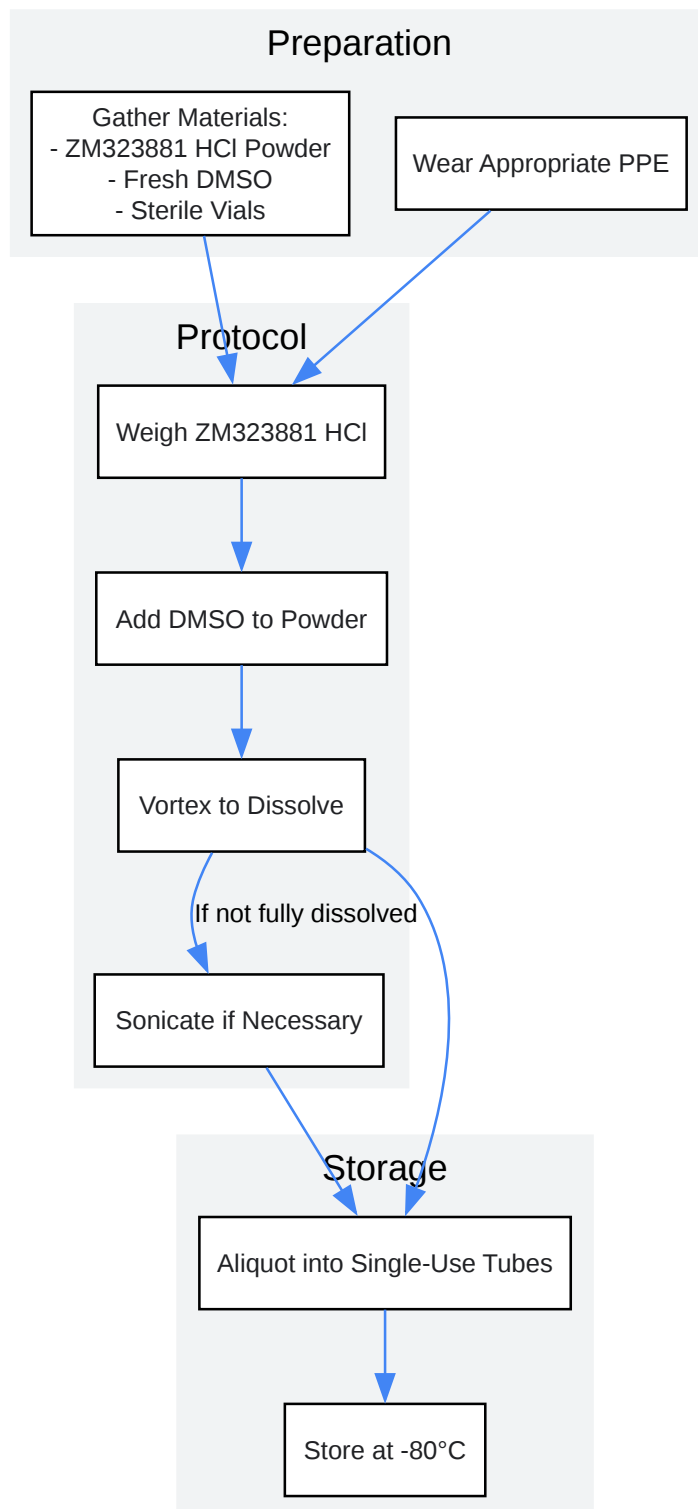 Preparation
Gather Materials:
- ZM323881 HCl Powder
- Fresh DMSO
- Sterile Vials
Wear Appropriate PPE
Protocol
Weigh ZM323881 HCl
Add DMSO to Powder
Vortex to Dissolve
If not fully dissolved
Sonicate if Necessary
Storage
Aliquot into Single-Use Tubes
Store at -80°C